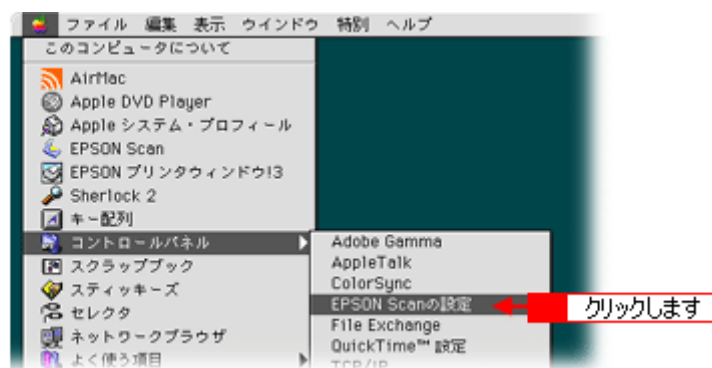 ファイル 編集 表示 ウインドウ 特別 ヘルプ
このコンピュータについて
AirMac
Apple DVD Player
Apple システム・プロフィール
EPSON Scan
EPSON プリンタウィンドウ!3
Sherlock 2
キー配列
コントロールパネル
スクラップブック
スティッキーズ
セレクタ
ネットワークブラウザ
よく使う項目
Adobe Gamma
AppleTalk
ColorSync
EPSON Scanの設定
クリックします
File Exchange
QuickTime™ 設定
TCP/IP